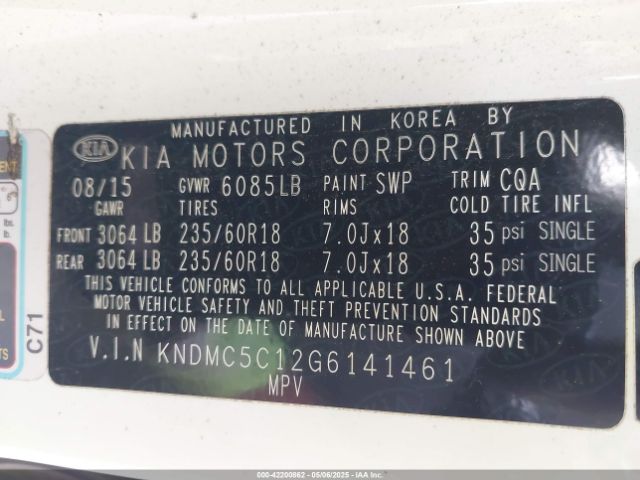 MANUFACTURED IN KOREA BY
KIA KIA MOTORS CORPORATION
08/15 GVWR 6085LB PAINT SWP TRIM CQA
GAWR TIRES RIMS COLD TIRE INFL
FRONT 3064 LB 235/60R18 7.0Jx18 35 psi SINGLE
REAR 3064 LB 235/60R18 7.0Jx18 35 psi SINGLE
THIS VEHICLE CONFORMS TO ALL APPLICABLE U.S.A. FEDERAL
MOTOR VEHICLE SAFETY AND THEFT PREVENTION STANDARDS
IN EFFECT ON THE DATE OF MANUFACTURE SHOWN ABOVE
V.I.N KNDMC5C12G6141461
MPV
C71
lbs.
lb.
000-42200862 - 05/06/2025 - IAA Inc.